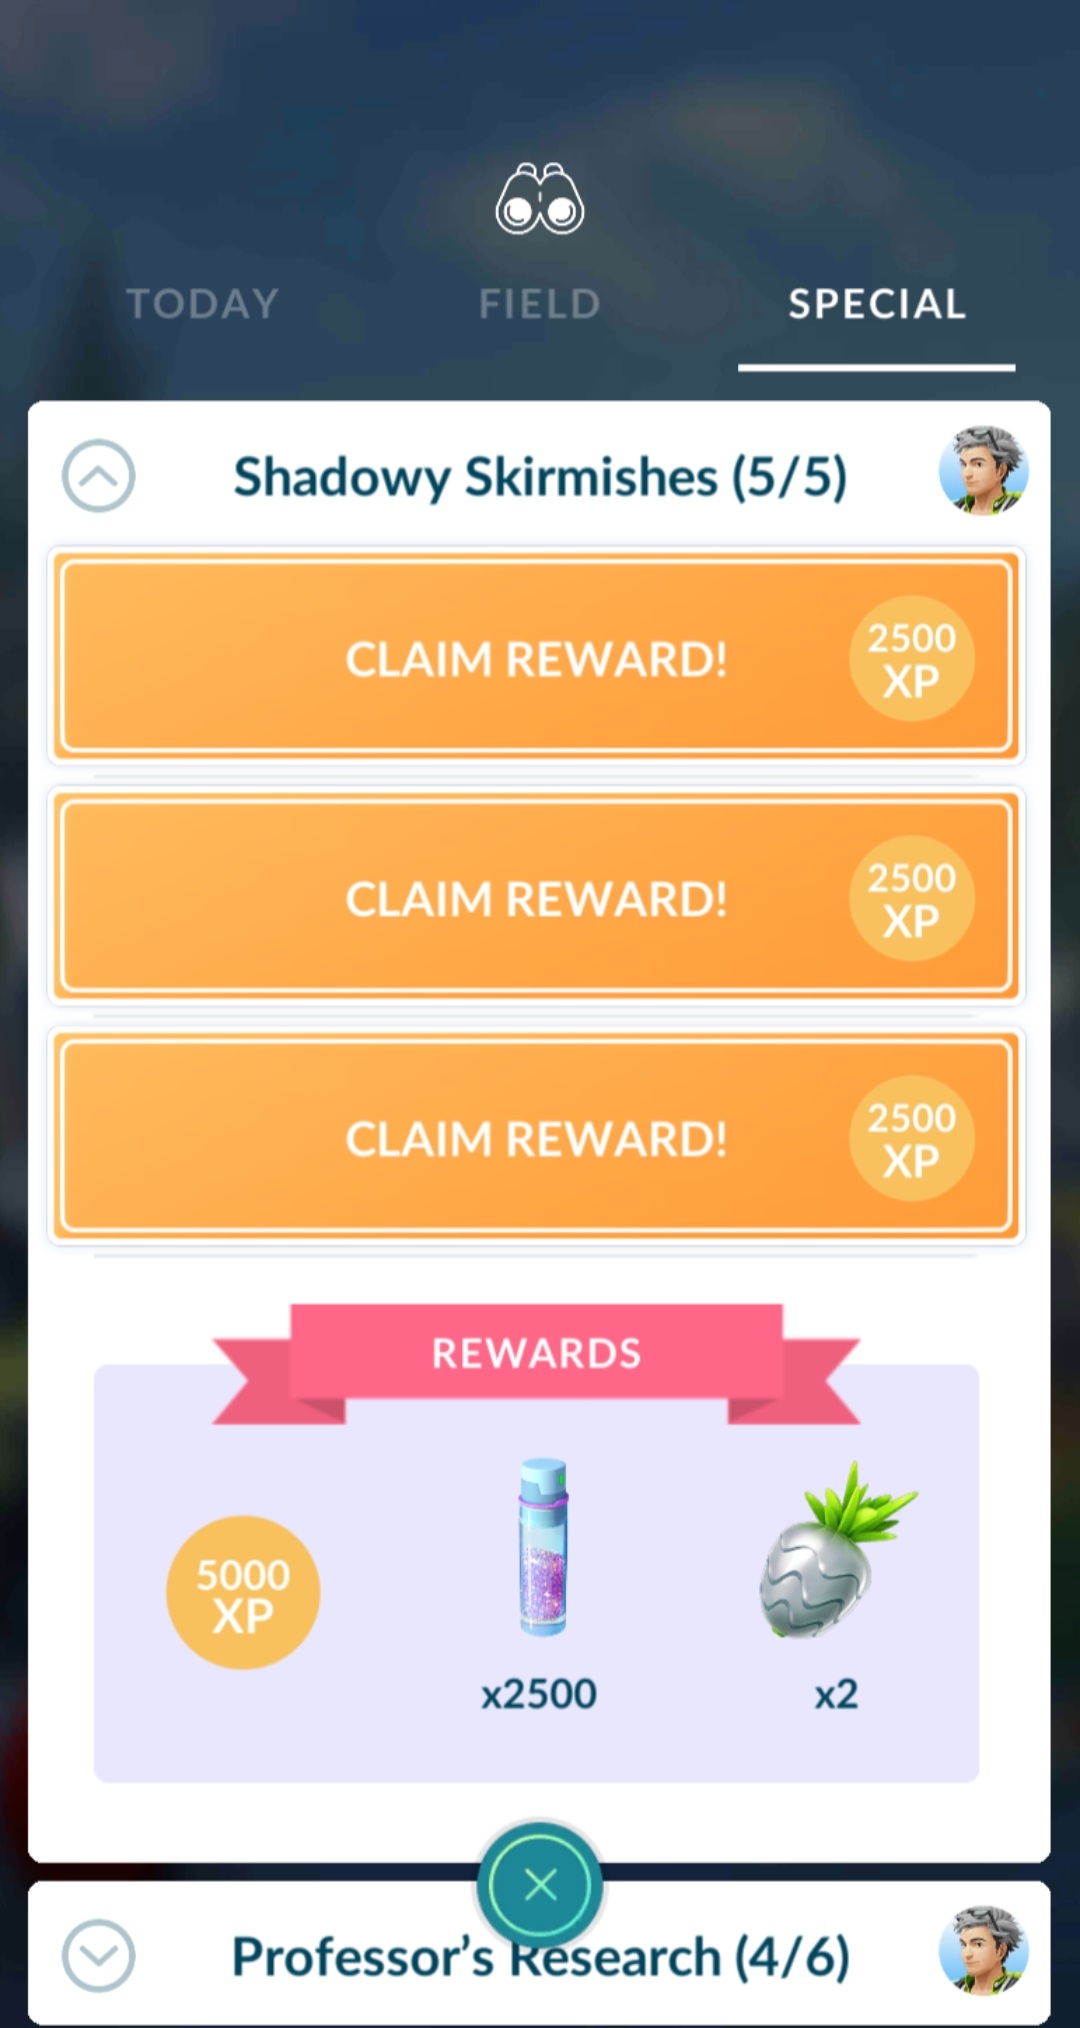 TODAY
FIELD
SPECIAL
Shadowy Skirmishes (5/5)
CLAIM REWARD!
2500
XP
CLAIM REWARD!
2500
XP
CLAIM REWARD!
2500
XP
REWARDS
5000
XP
x2500
x2
Professor's Research (4/6)